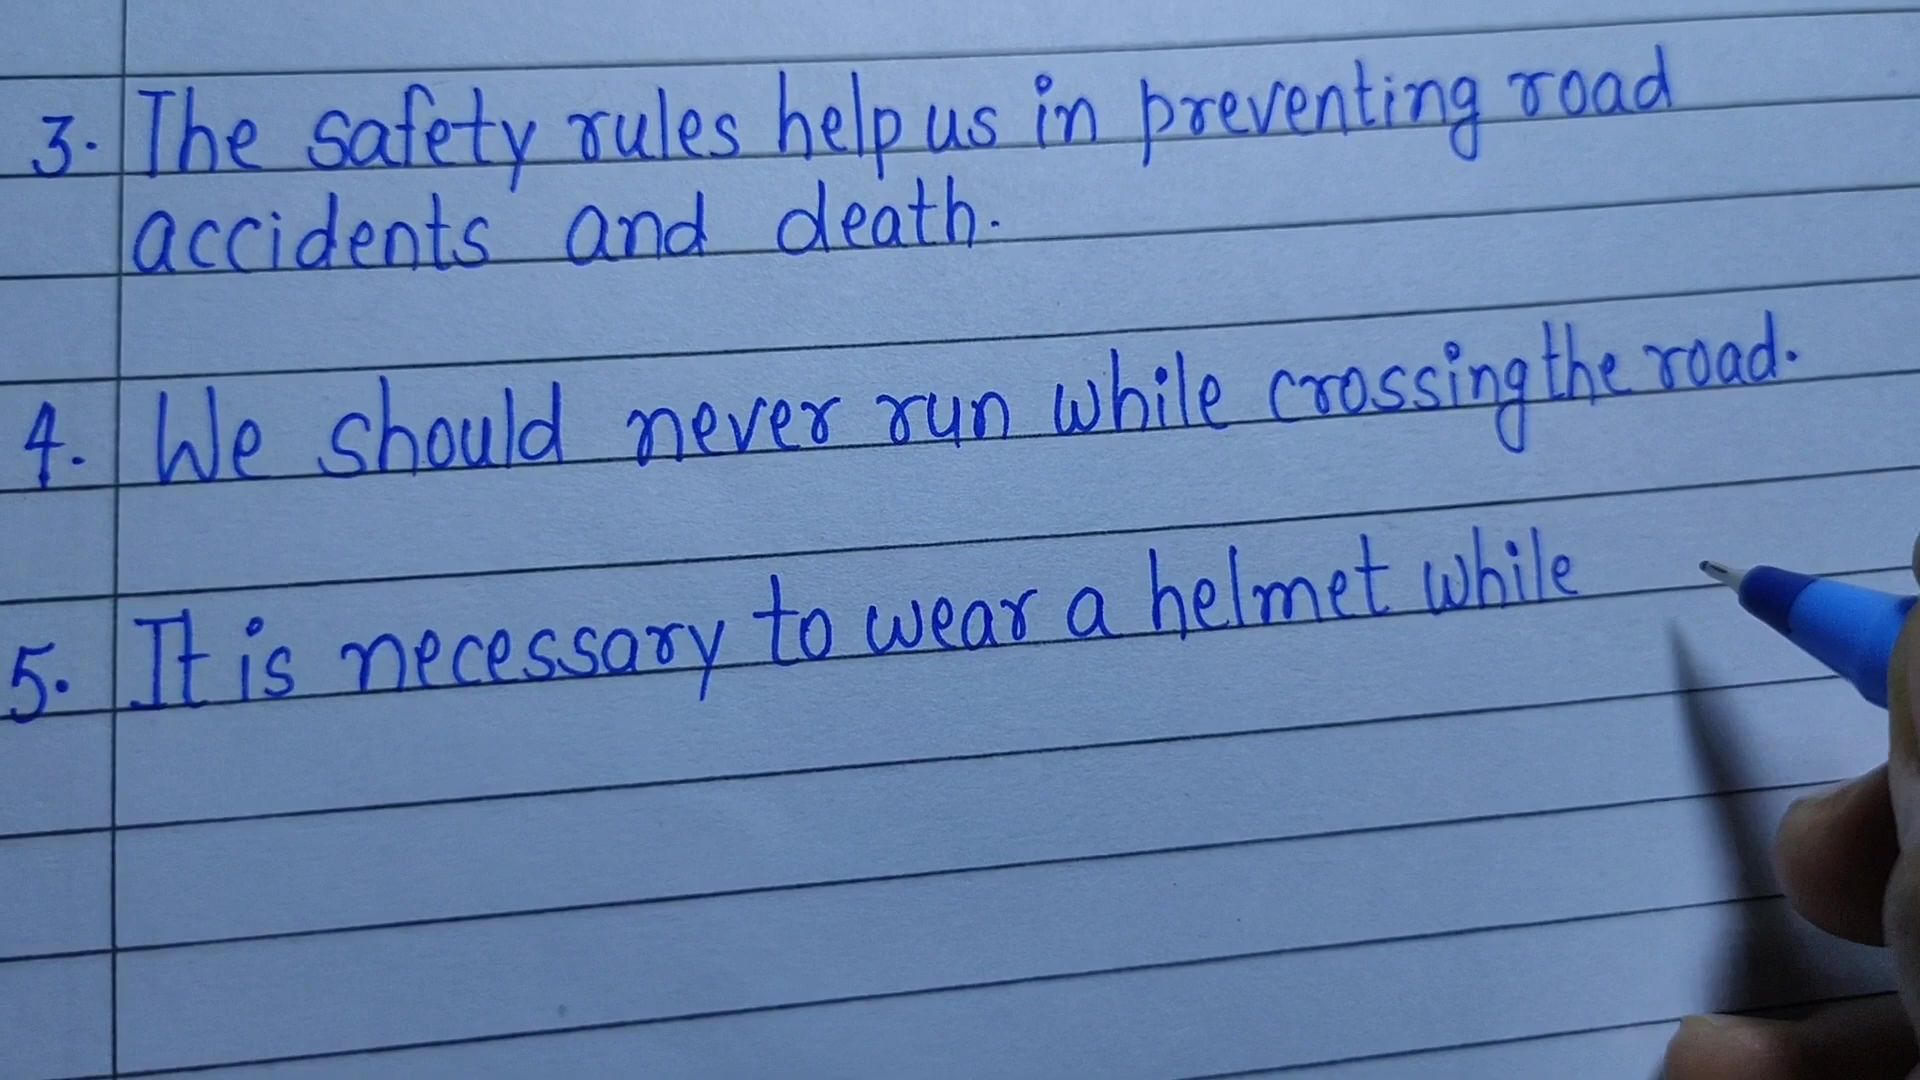 3. The safety rules help us in preventing road
accidents and death.
4. We should never run while crossing the road.
5. It is necessary to wear a helmet while